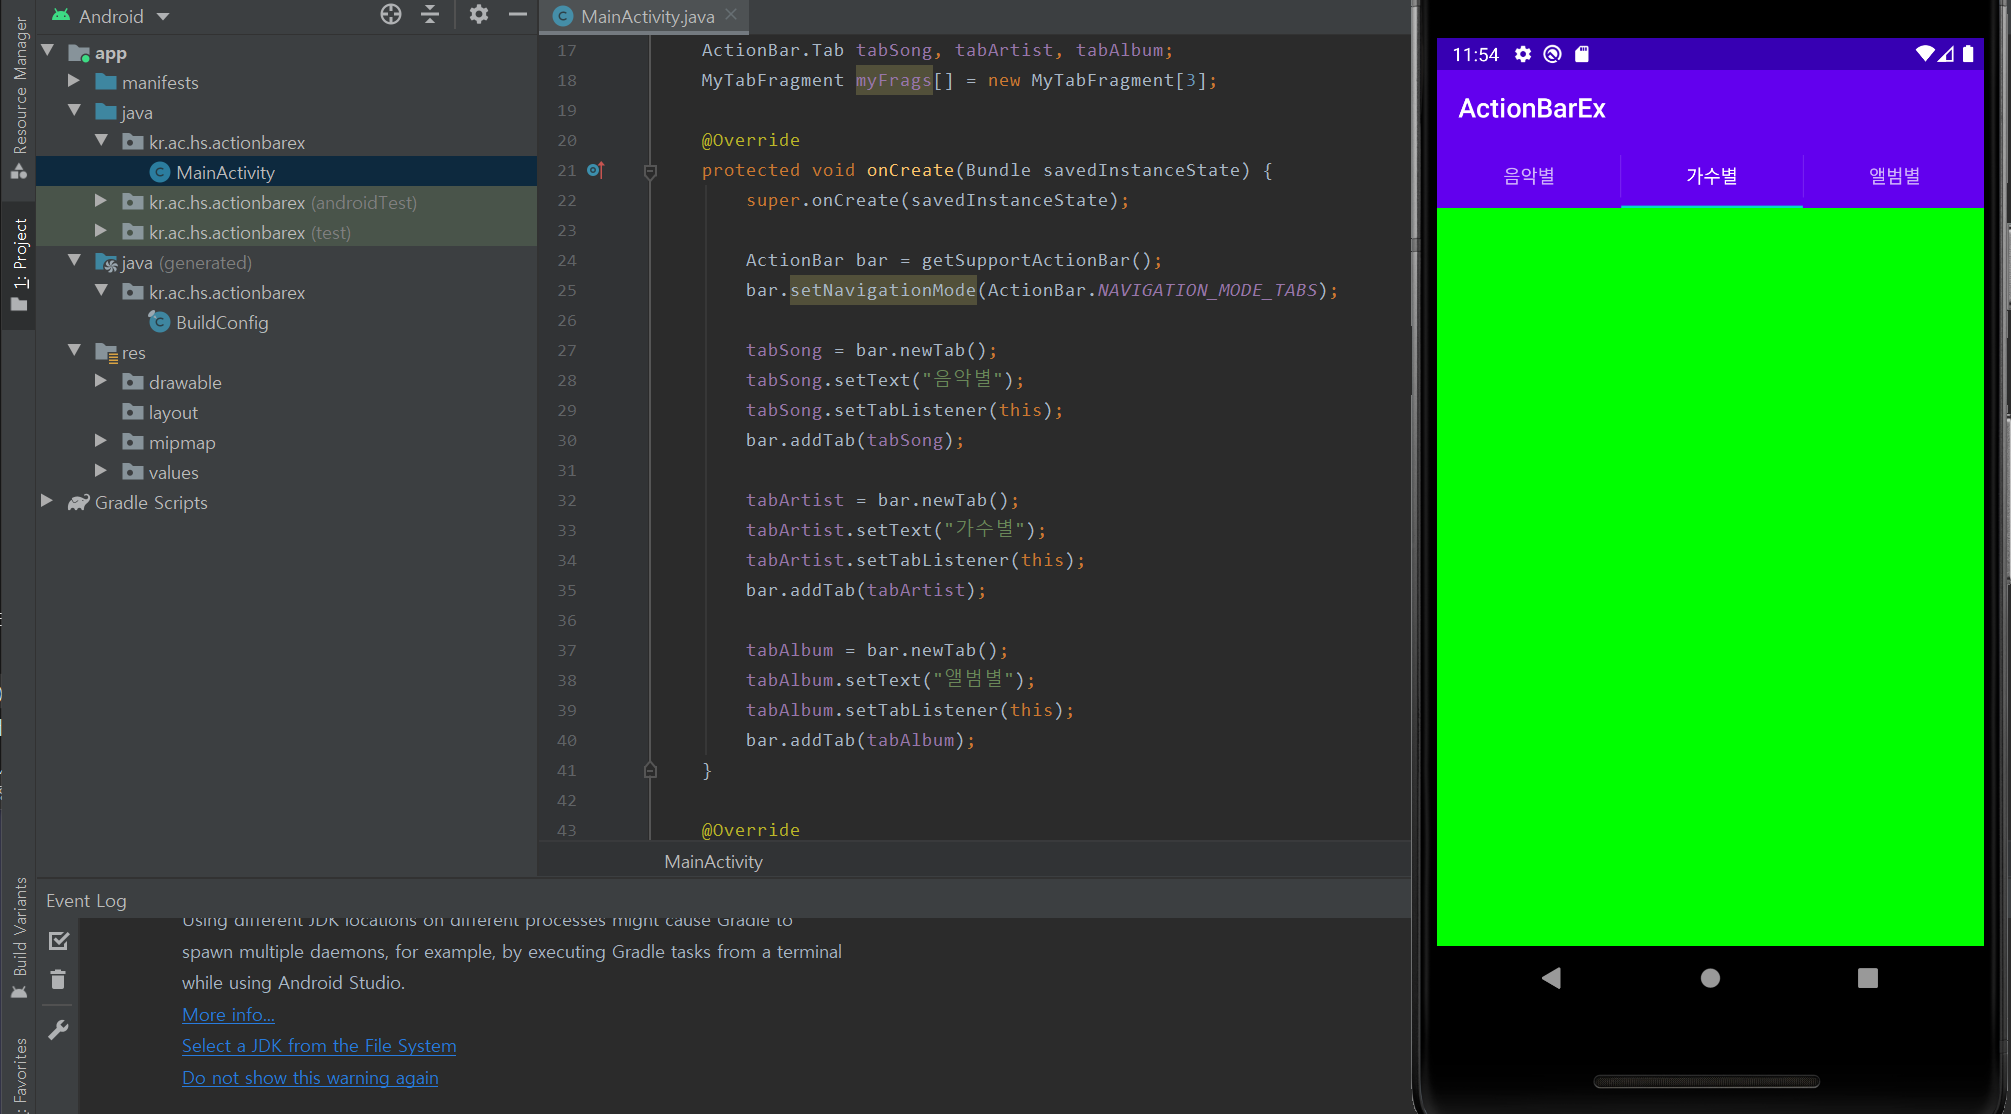 Android
MainActivity.java
Resource Manager
1: Project
Build Variants
: Favorites
app
manifests
java
kr.ac.hs.actionbarex
MainActivity
kr.ac.hs.actionbarex (androidTest)
kr.ac.hs.actionbarex (test)
java (generated)
kr.ac.hs.actionbarex
BuildConfig
res
drawable
layout
mipmap
values
Gradle Scripts
17 ActionBar.Tab tabSong, tabArtist, tabAlbum;
18 MyTabFragment myFrags[] = new MyTabFragment[3];
19
20 @Override
21 protected void onCreate(Bundle savedInstanceState) {
22 super.onCreate(savedInstanceState);
23
24 ActionBar bar = getSupportActionBar();
25 bar.setNavigationMode(ActionBar.NAVIGATION_MODE_TABS);
26
27 tabSong = bar.newTab();
28 tabSong.setText("음악별");
29 tabSong.setTabListener(this);
30 bar.addTab(tabSong);
31
32 tabArtist = bar.newTab();
33 tabArtist.setText("가수별");
34 tabArtist.setTabListener(this);
35 bar.addTab(tabArtist);
36
37 tabAlbum = bar.newTab();
38 tabAlbum.setText("앨범별");
39 tabAlbum.setTabListener(this);
40 bar.addTab(tabAlbum);
41 }
42
43 @Override
MainActivity
Event Log
Using different JDK locations on different processes might cause Gradle to
spawn multiple daemons, for example, by executing Gradle tasks from a terminal
while using Android Studio.
More info...
Select a JDK from the File System
Do not show this warning again
11:54
ActionBarEx
음악별 가수별 앨범별